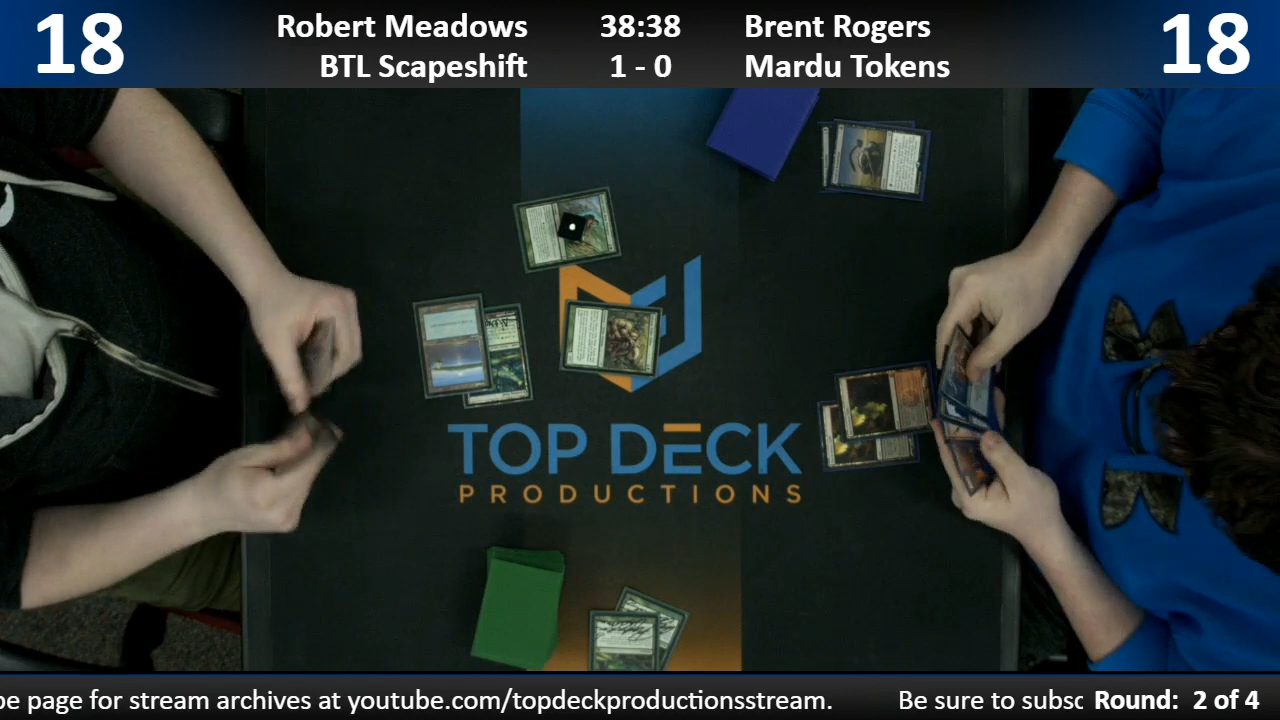 18
Robert Meadows
38:38
Brent Rogers
18
BTL Scapeshift
1 - 0
Mardu Tokens
TOP DECK
PRODUCTIONS
be page for stream archives at youtube.com/topdeckproductionsstream.
Be sure to subsc
Round: 2 of 4